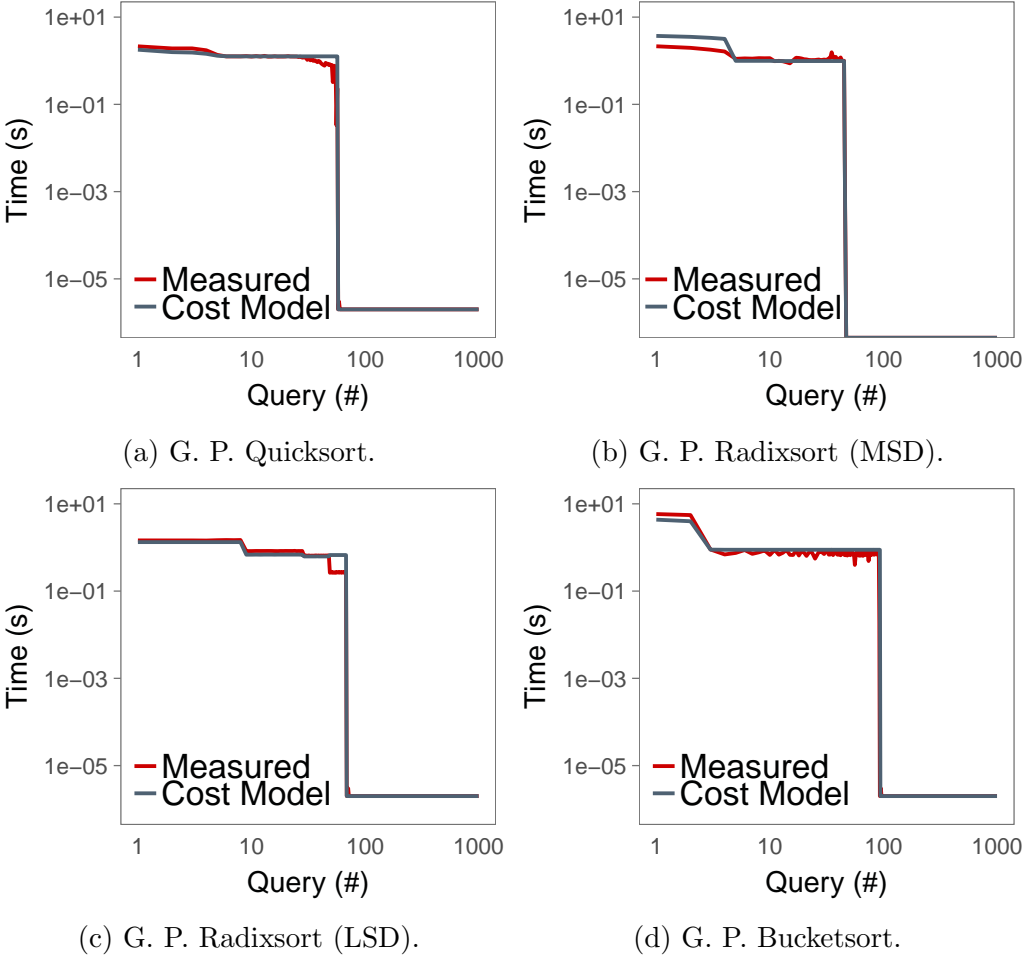 1e+01
1e−01
1e−03
1e−05
Time (s)
Measured
Cost Model
1 10 100 1000
Query (#)
(a) G. P. Quicksort.
1e+01
1e−01
1e−03
1e−05
Time (s)
Measured
Cost Model
1 10 100 1000
Query (#)
(b) G. P. Radixsort (MSD).
1e+01
1e−01
1e−03
1e−05
Time (s)
Measured
Cost Model
1 10 100 1000
Query (#)
(c) G. P. Radixsort (LSD).
1e+01
1e−01
1e−03
1e−05
Time (s)
Measured
Cost Model
1 10 100 1000
Query (#)
(d) G. P. Bucketsort.